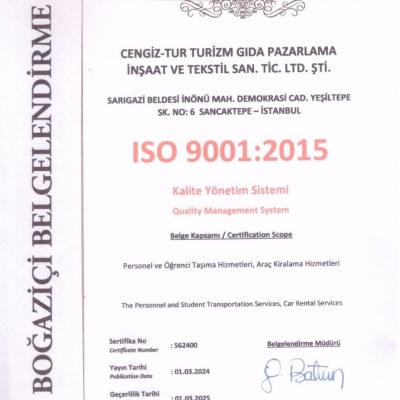 BOĞAZİÇİ BELGELENDİRME
CENGİZ-TUR TURİZM GIDA PAZARLAMA
İNŞAAT VE TEKSTİL SAN. TİC. LTD. ŞTİ.
SARIGAZİ BELDESİ İNÖNÜ MAH. DEMOKRASİ CAD. YEŞİLTEPE
SK. NO: 6 SANCAKTEPE – İSTANBUL
ISO 9001:2015
Kalite Yönetim Sistemi
Quality Management System
Belge Kapsamı / Certification Scope
Personel ve Öğrenci Taşıma Hizmetleri, Araç Kiralama Hizmetleri
The Personnel and Student Transportation Services, Car Rental Services
Sertifika No
Certificate Number
: 562400
Belgelendirme Müdürü
Yayın Tarihi
Publication Date
: 01.03.2024
Geçerlilik Tarihi
: 01.03.2025